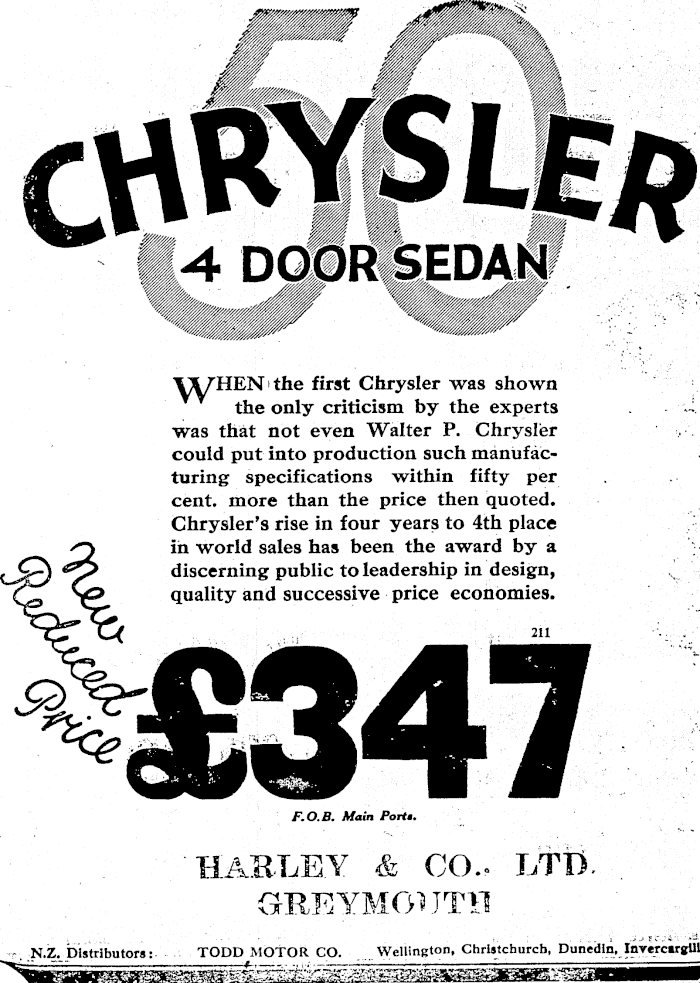 50
CHRYSLER
4 DOOR SEDAN
WHEN the first Chrysler was shown
the only criticism by the experts
was that not even Walter P. Chrysler
could put into production such manufac-
turing specifications within fifty per
cent. more than the price then quoted.
Chrysler's rise in four years to 4th place
in world sales has been the award by a
discerning public to leadership in design,
quality and successive price economies.
New
Reduced
Price
211
£347
F.O.B. Main Ports.
HARLEY & CO., LTD.
GREYMOUTH
N.Z. Distributors: TODD MOTOR CO. Wellington, Christchurch, Dunedin, Invercargill